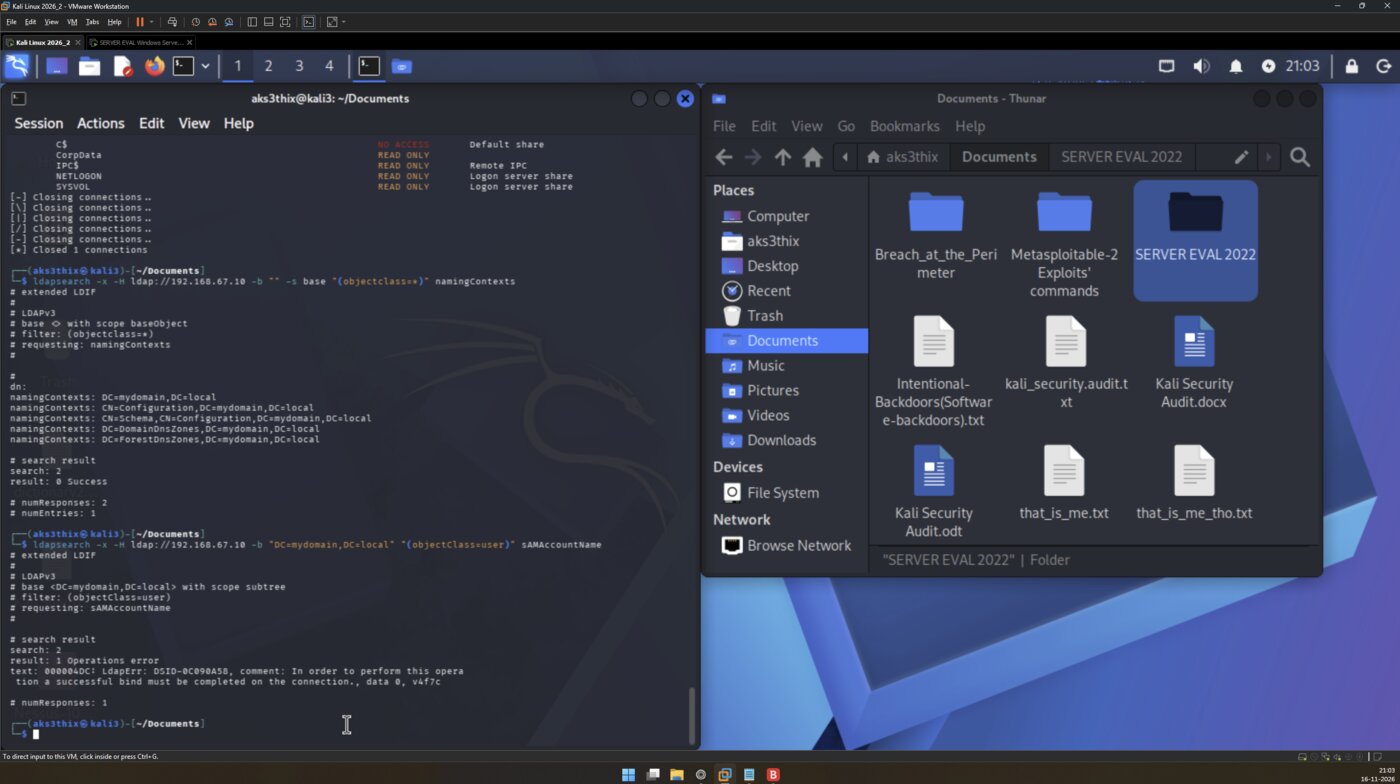 Kali Linux 2026_2 - VMware Workstation
File Edit View VM Tabs Help
Kali Linux 2026_2 SERVER EVAL Windows Serve...
1 2 3 4 21:03
aks3thix@kali3: ~/Documents
Session Actions Edit View Help
C$ NO ACCESS Default share
CorpData READ ONLY
IPC$ READ ONLY Remote IPC
NETLOGON READ ONLY Logon server share
SYSVOL READ ONLY Logon server share
[-] Closing connections..
[\] Closing connections..
[|] Closing connections..
[/] Closing connections..
[-] Closing connections..
[*] Closed 1 connections
┌──(aks3thix㉿kali3)-[~/Documents]
└─$ ldapsearch -x -H ldap://192.168.67.10 -b "" -s base "(objectclass=*)" namingContexts
# extended LDIF
#
# LDAPv3
# base <> with scope baseObject
# filter: (objectclass=*)
# requesting: namingContexts
#
#
dn:
namingContexts: DC=mydomain,DC=local
namingContexts: CN=Configuration,DC=mydomain,DC=local
namingContexts: CN=Schema,CN=Configuration,DC=mydomain,DC=local
namingContexts: DC=DomainDnsZones,DC=mydomain,DC=local
namingContexts: DC=ForestDnsZones,DC=mydomain,DC=local
# search result
search: 2
result: 0 Success
# numResponses: 2
# numEntries: 1
┌──(aks3thix㉿kali3)-[~/Documents]
└─$ ldapsearch -x -H ldap://192.168.67.10 -b "DC=mydomain,DC=local" "(objectClass=user)" sAMAccountName
# extended LDIF
#
# LDAPv3
# base <DC=mydomain,DC=local> with scope subtree
# filter: (objectClass=user)
# requesting: sAMAccountName
#
# search result
search: 2
result: 1 Operations error
text: 000004DC: LdapErr: DSID-0C090A58, comment: In order to perform this opera
tion a successful bind must be completed on the connection., data 0, v4f7c
# numResponses: 1
┌──(aks3thix㉿kali3)-[~/Documents]
└─$
Documents - Thunar
File Edit View Go Bookmarks Help
aks3thix Documents SERVER EVAL 2022
Places
Computer
aks3thix
Desktop
Recent
Trash
Documents
Music
Pictures
Videos
Downloads
Devices
File System
Network
Browse Network
Breach_at_the_Peri
meter
Metasploitable-2
Exploits'
commands
SERVER EVAL 2022
Intentional-
Backdoors(Softwar
e-backdoors).txt
kali_security.audit.t
xt
Kali Security
Audit.docx
Kali Security
Audit.odt
that_is_me.txt
that_is_me_tho.txt
"SERVER EVAL 2022" | Folder
To direct input to this VM, click inside or press Ctrl+G.
21:03
16-11-2026